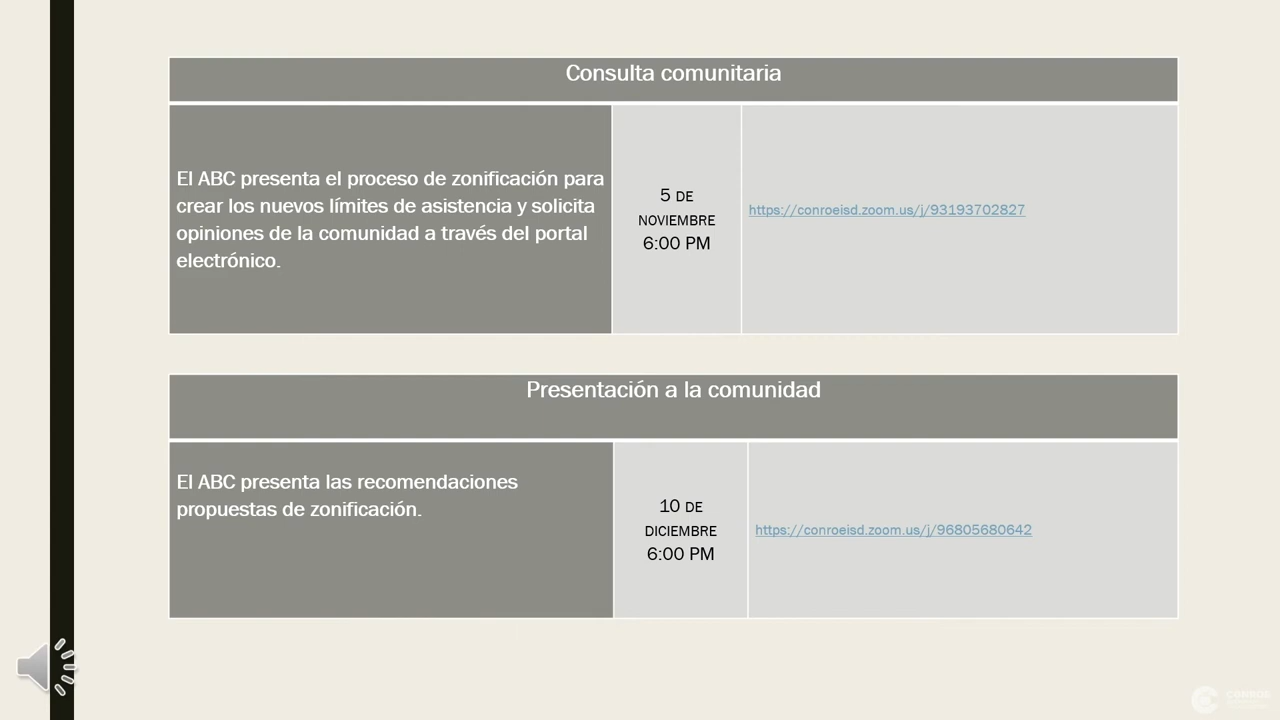 Consulta comunitaria
El ABC presenta el proceso de zonificación para
crear los nuevos límites de asistencia y solicita
opiniones de la comunidad a través del portal
electrónico.
5 DE
NOVIEMBRE
6:00 PM
https://conroeisd.zoom.us/j/93193702827
Presentación a la comunidad
El ABC presenta las recomendaciones
propuestas de zonificación.
10 DE
DICIEMBRE
6:00 PM
https://conroeisd.zoom.us/j/96805680642
CONROE